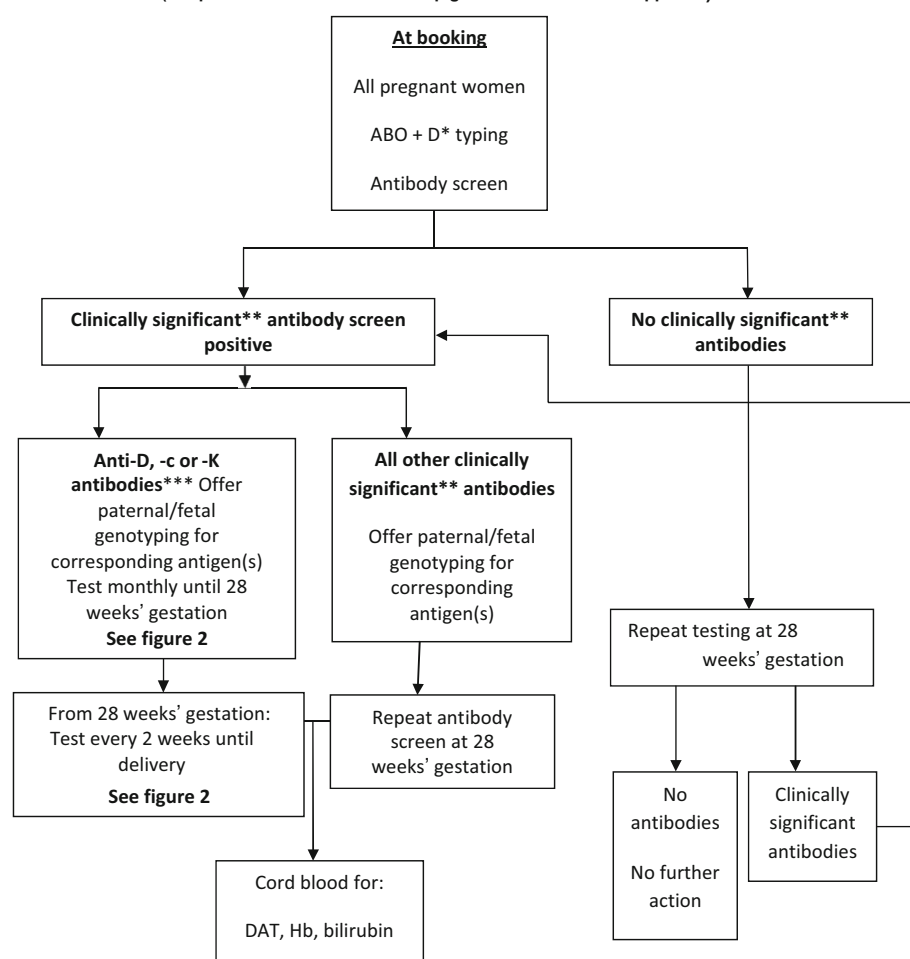 At booking
All pregnant women
ABO + D* typing
Antibody screen
Clinically significant** antibody screen
positive
No clinically significant**
antibodies
Anti-D, -c or -K
antibodies*** Offer
paternal/fetal
genotyping for
corresponding antigen(s)
Test monthly until 28
weeks’ gestation
See figure 2
All other clinically
significant** antibodies
Offer paternal/fetal
genotyping for
corresponding
antigen(s)
Repeat testing at 28
weeks’ gestation
From 28 weeks’ gestation:
Test every 2 weeks until
delivery
See figure 2
Repeat antibody
screen at 28
weeks’ gestation
No
antibodies
No further
action
Clinically
significant
antibodies
Cord blood for:
DAT, Hb, bilirubin